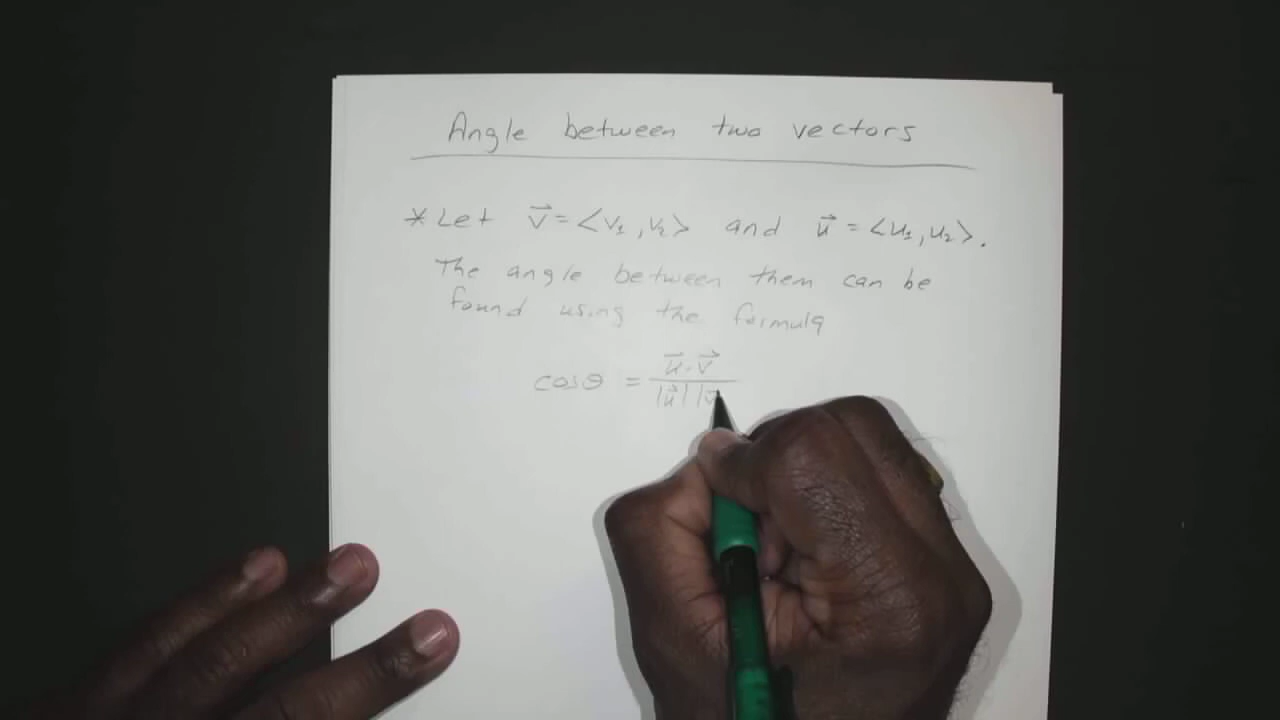 Angle between two vectors
* Let v⃗ = <v₁, v₂> and u⃗ = <u₁, u₂>.
The angle between them can be
found using the formula
cosθ = u⃗·v⃗ / |u⃗| |v⃗